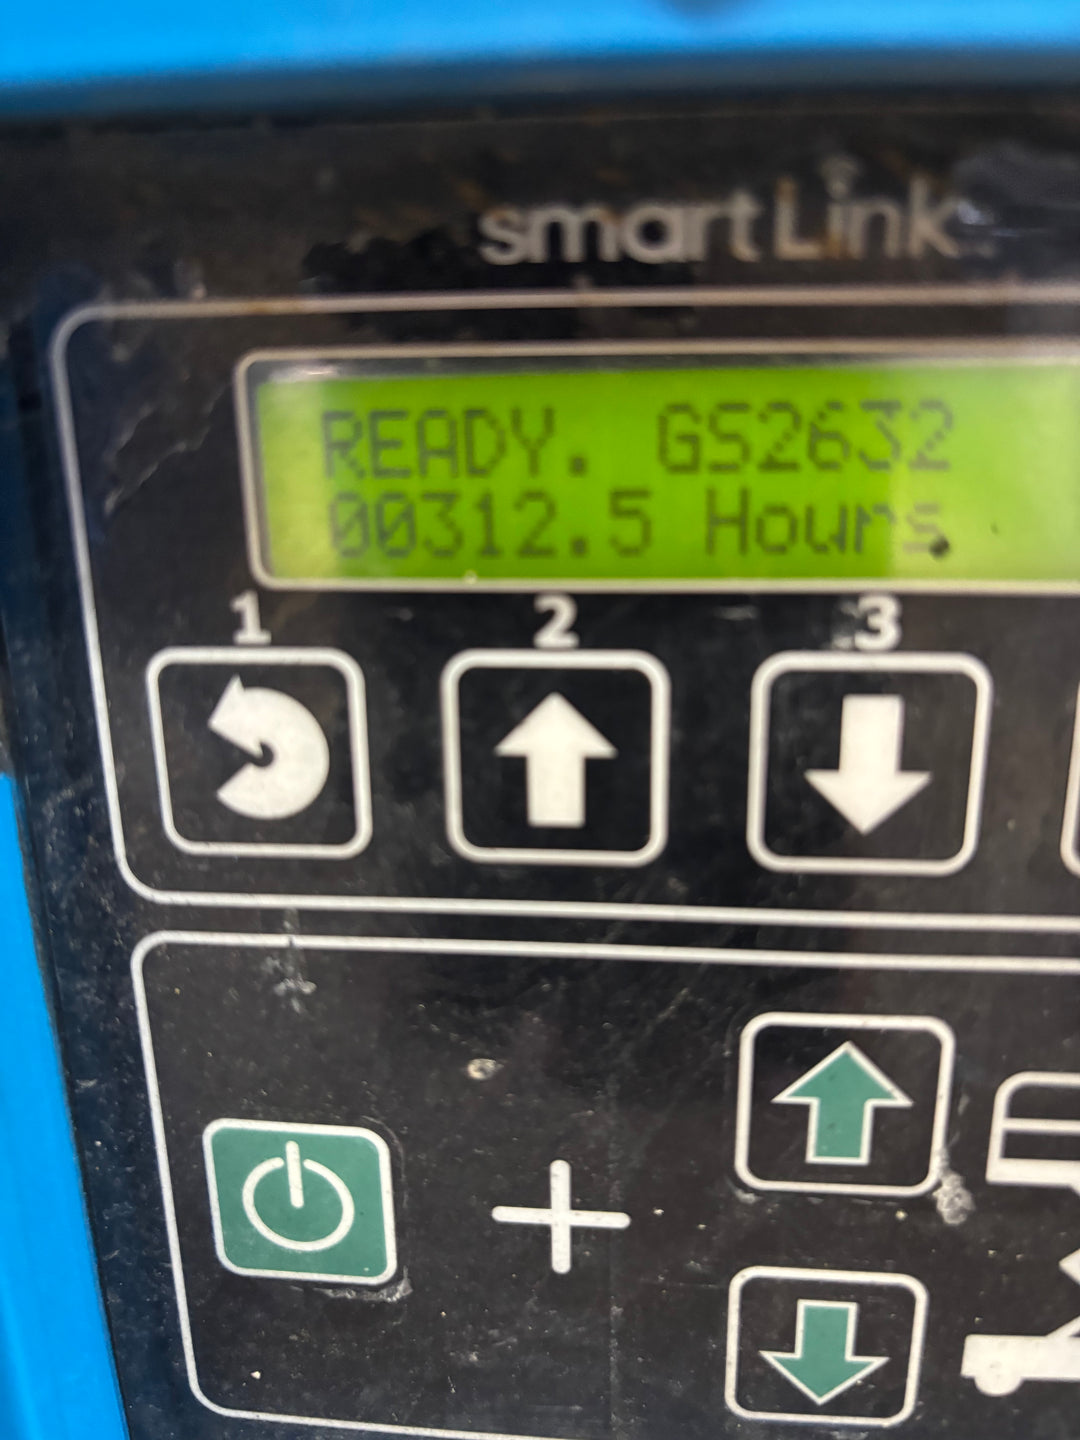 smartLink
READY. GS2632
00312.5 Hours
1 2 3